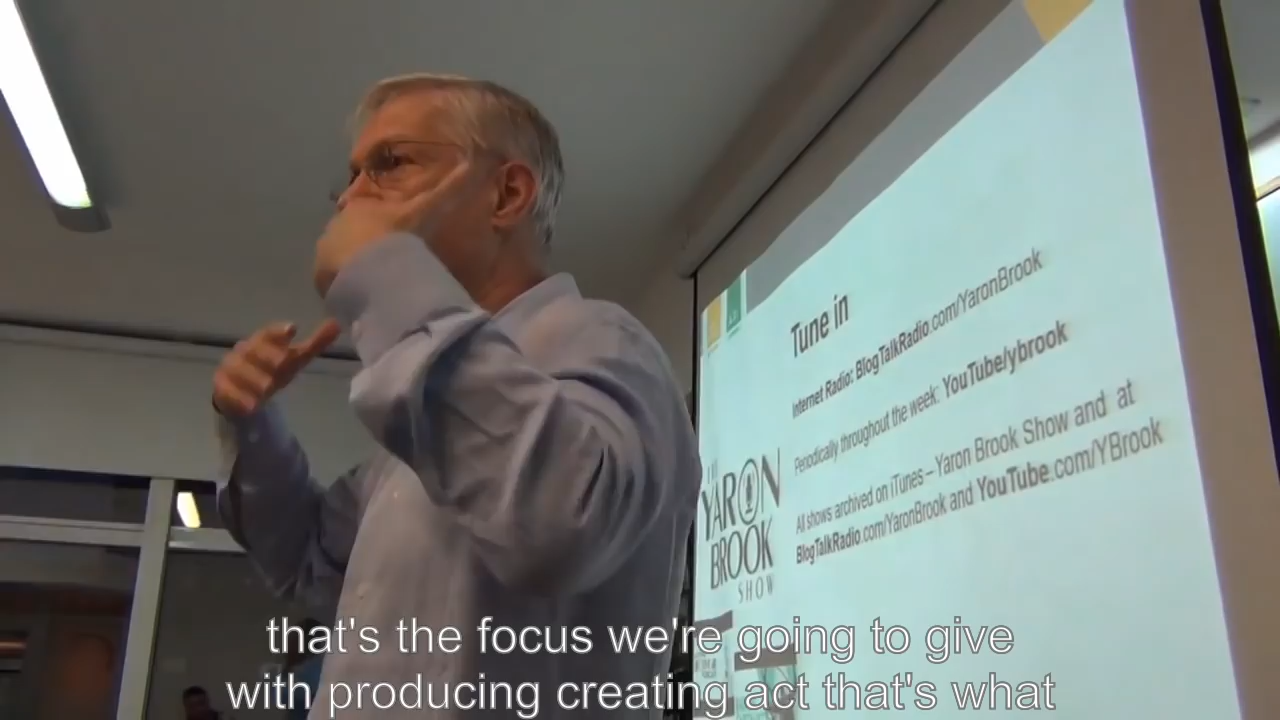 Tune in
Internet Radio: BlogTalkRadio.com/YaronBrook
Periodically throughout the week: YouTube/ybrook
All shows archived on iTunes – Yaron Brook Show and at
BlogTalkRadio.com/YaronBrook and YouTube.com/YBrook
THE
YARON
BROOK
SHOW
that's the focus we're going to give
with producing creating act that's what